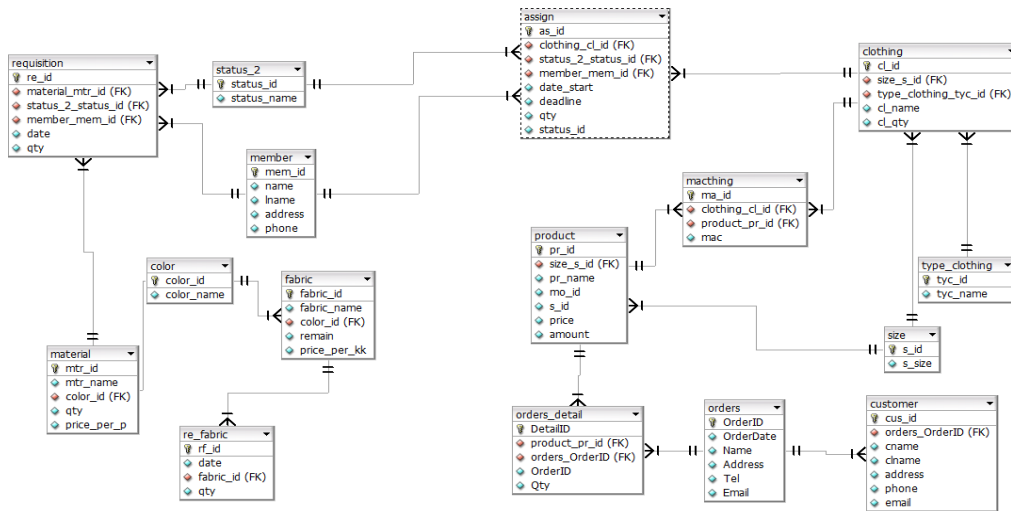 requisition
re_id
material_mtr_id (FK)
status_2_status_id (FK)
member_mem_id (FK)
date
qty
status_2
status_id
status_name
member
mem_id
name
lname
address
phone
assign
as_id
clothing_cl_id (FK)
status_2_status_id (FK)
member_mem_id (FK)
date_start
deadline
qty
status_id
clothing
cl_id
size_s_id (FK)
type_clothing_tyc_id (FK)
cl_name
cl_qty
macthing
ma_id
clothing_cl_id (FK)
product_pr_id (FK)
mac
product
pr_id
size_s_id (FK)
pr_name
mo_id
s_id
price
amount
type_clothing
tyc_id
tyc_name
size
s_id
s_size
color
color_id
color_name
fabric
fabric_id
fabric_name
color_id (FK)
remain
price_per_kk
material
mtr_id
mtr_name
color_id (FK)
qty
price_per_p
re_fabric
rf_id
date
fabric_id (FK)
qty
orders_detail
DetailID
product_pr_id (FK)
orders_OrderID (FK)
OrderID
Qty
orders
OrderID
OrderDate
Name
Address
Tel
Email
customer
cus_id
orders_OrderID (FK)
cname
clname
address
phone
email